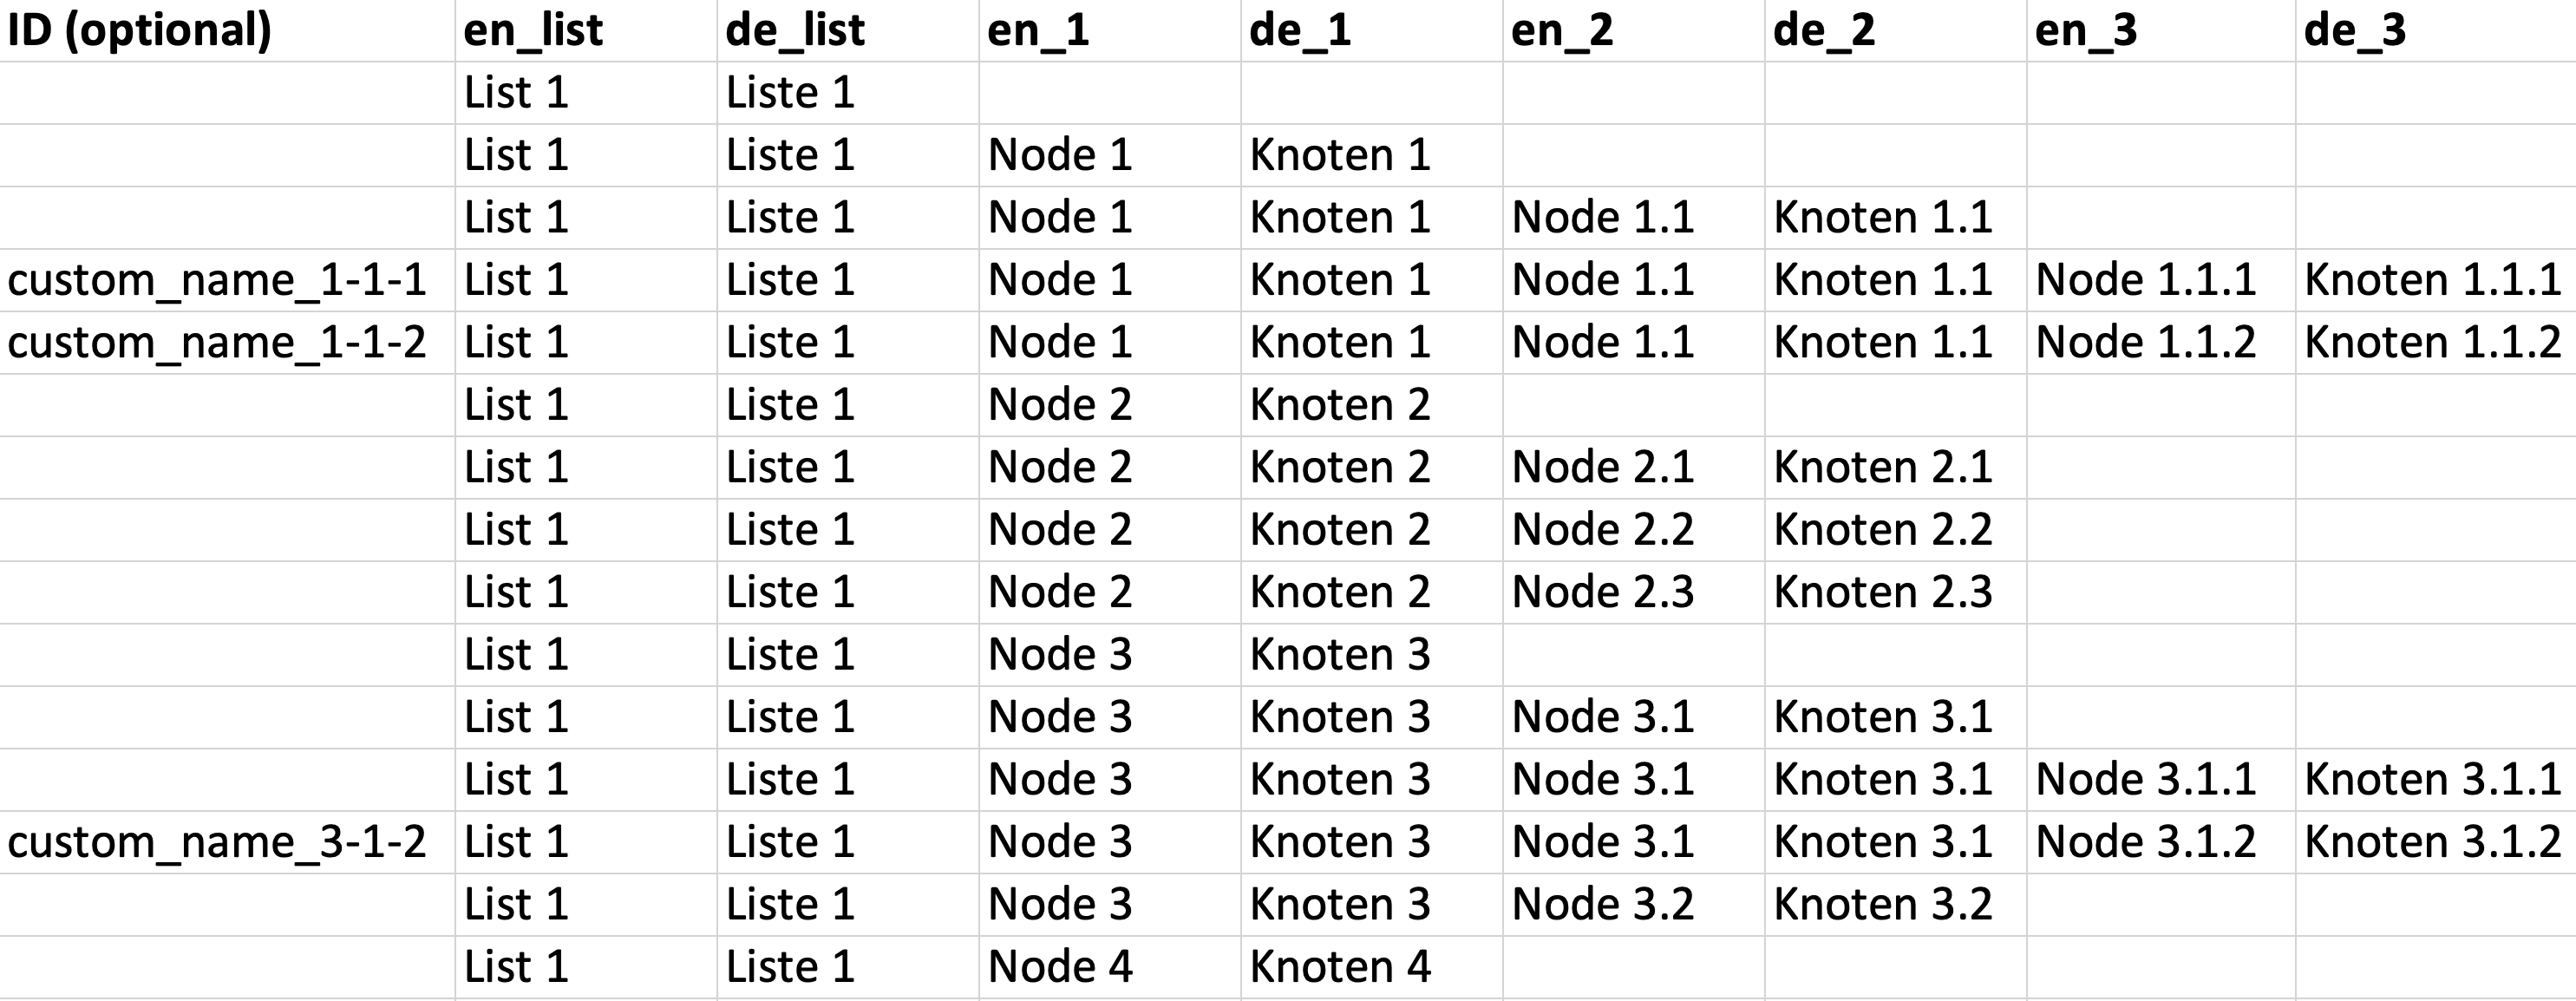 ID (optional) en_list de_list en_1 de_1 en_2 de_2 en_3 de_3
List 1 Liste 1
List 1 Liste 1 Node 1 Knoten 1
List 1 Liste 1 Node 1 Knoten 1 Node 1.1 Knoten 1.1
custom_name_1-1-1 List 1 Liste 1 Node 1 Knoten 1 Node 1.1 Knoten 1.1 Node 1.1.1 Knoten 1.1.1
custom_name_1-1-2 List 1 Liste 1 Node 1 Knoten 1 Node 1.1 Knoten 1.1 Node 1.1.2 Knoten 1.1.2
List 1 Liste 1 Node 2 Knoten 2
List 1 Liste 1 Node 2 Knoten 2 Node 2.1 Knoten 2.1
List 1 Liste 1 Node 2 Knoten 2 Node 2.2 Knoten 2.2
List 1 Liste 1 Node 2 Knoten 2 Node 2.3 Knoten 2.3
List 1 Liste 1 Node 3 Knoten 3
List 1 Liste 1 Node 3 Knoten 3 Node 3.1 Knoten 3.1
List 1 Liste 1 Node 3 Knoten 3 Node 3.1 Knoten 3.1 Node 3.1.1 Knoten 3.1.1
custom_name_3-1-2 List 1 Liste 1 Node 3 Knoten 3 Node 3.1 Knoten 3.1 Node 3.1.2 Knoten 3.1.2
List 1 Liste 1 Node 3 Knoten 3 Node 3.2 Knoten 3.2
List 1 Liste 1 Node 4 Knoten 4